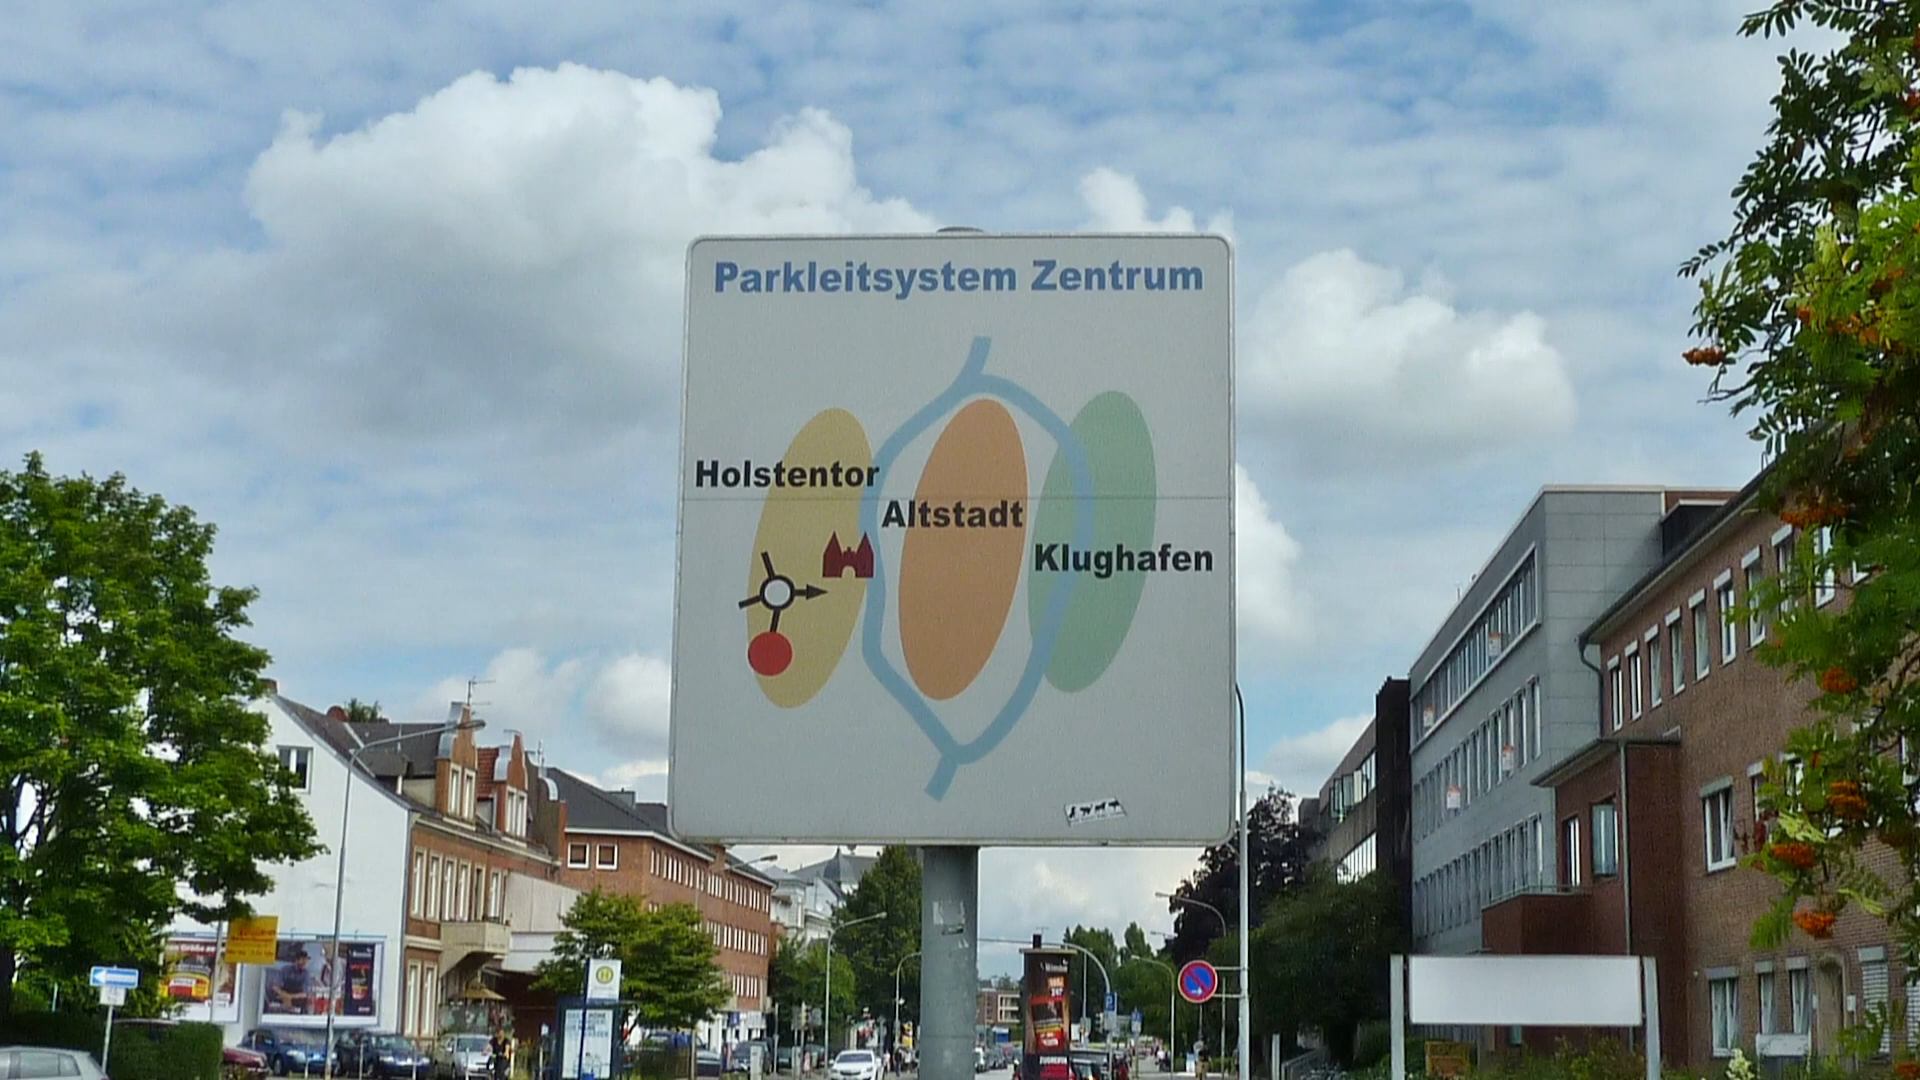 Parkleitsystem Zentrum
Holstentor
Altstadt
Klughafen
H